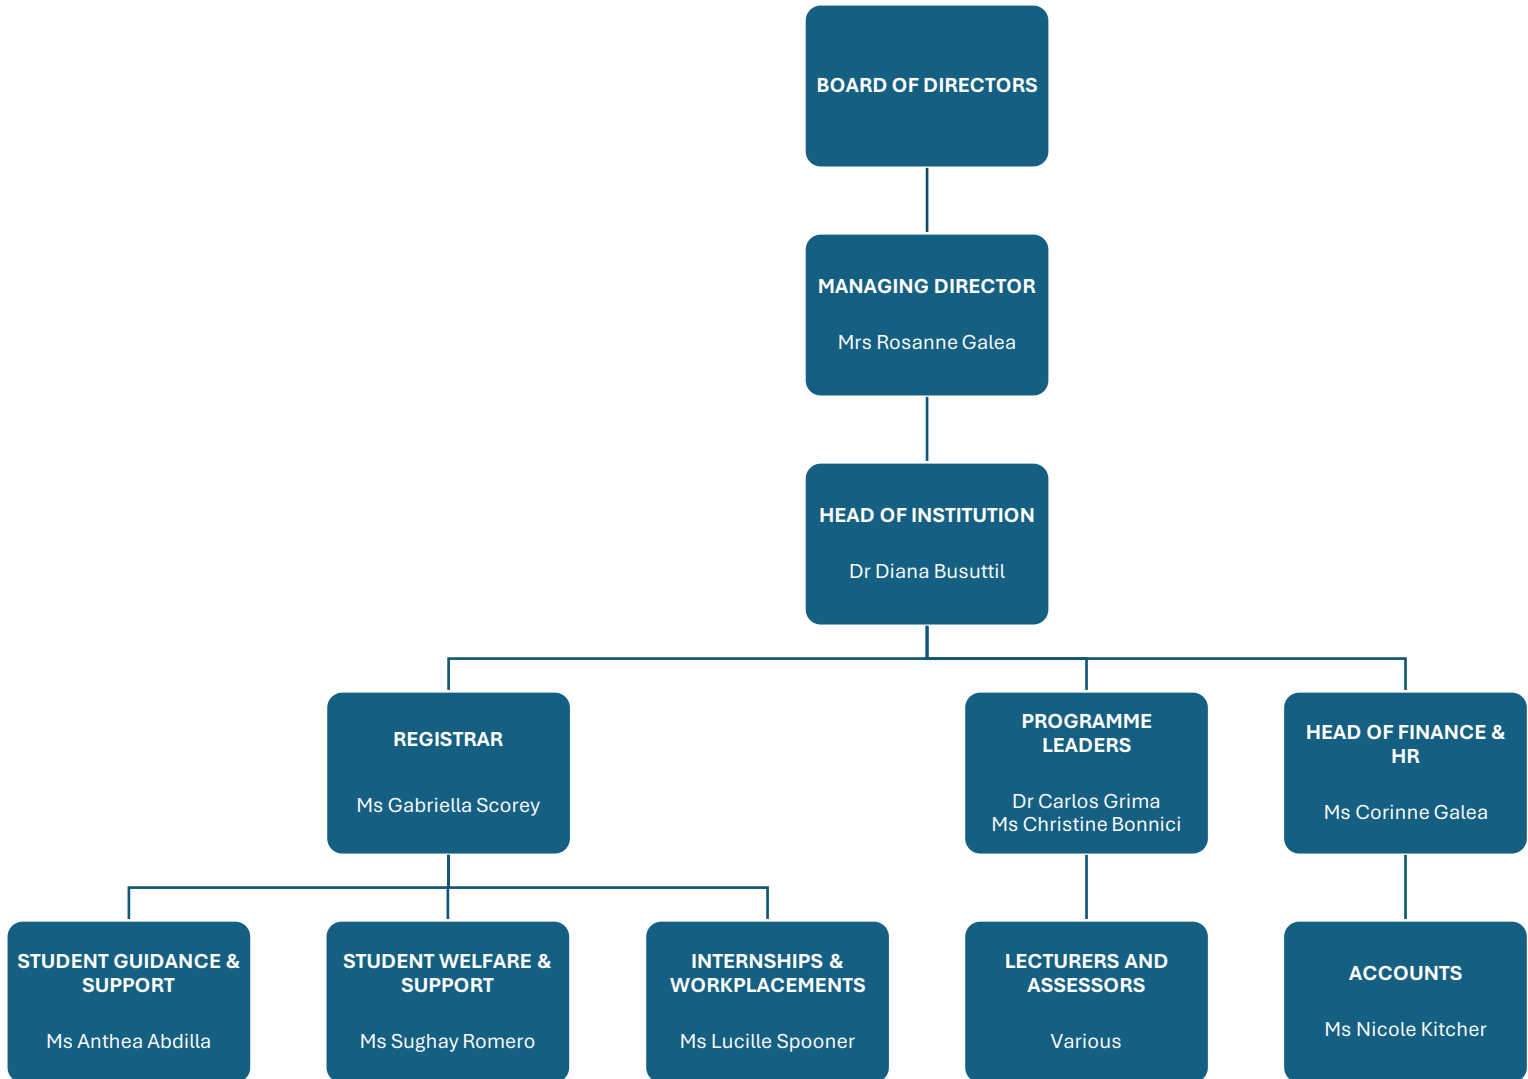 BOARD OF DIRECTORS
MANAGING DIRECTOR
Mrs Rosanne Galea
HEAD OF INSTITUTION
Dr Diana Busuttil
REGISTRAR
Ms Gabriella Scorey
PROGRAMME
LEADERS
Dr Carlos Grima
Ms Christine Bonnici
HEAD OF FINANCE &
HR
Ms Corinne Galea
STUDENT GUIDANCE &
SUPPORT
Ms Anthea Abdilla
STUDENT WELFARE &
SUPPORT
Ms Sughay Romero
INTERNSHIPS &
WORKPLACEMENTS
Ms Lucille Spooner
LECTURERS AND
ASSESSORS
Various
ACCOUNTS
Ms Nicole Kitcher